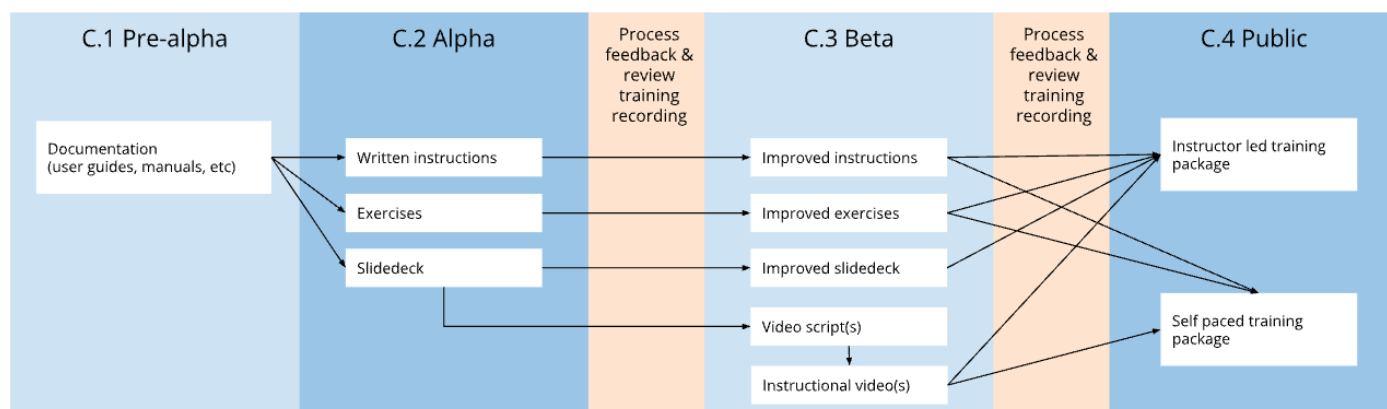 C.1 Pre-alpha
Documentation
(user guides, manuals, etc)
C.2 Alpha
Written instructions
Exercises
Slidedeck
Process
feedback &
review
training
recording
C.3 Beta
Improved instructions
Improved exercises
Improved slidedeck
Video script(s)
Instructional video(s)
Process
feedback &
review
training
recording
C.4 Public
Instructor led training
package
Self paced training
package